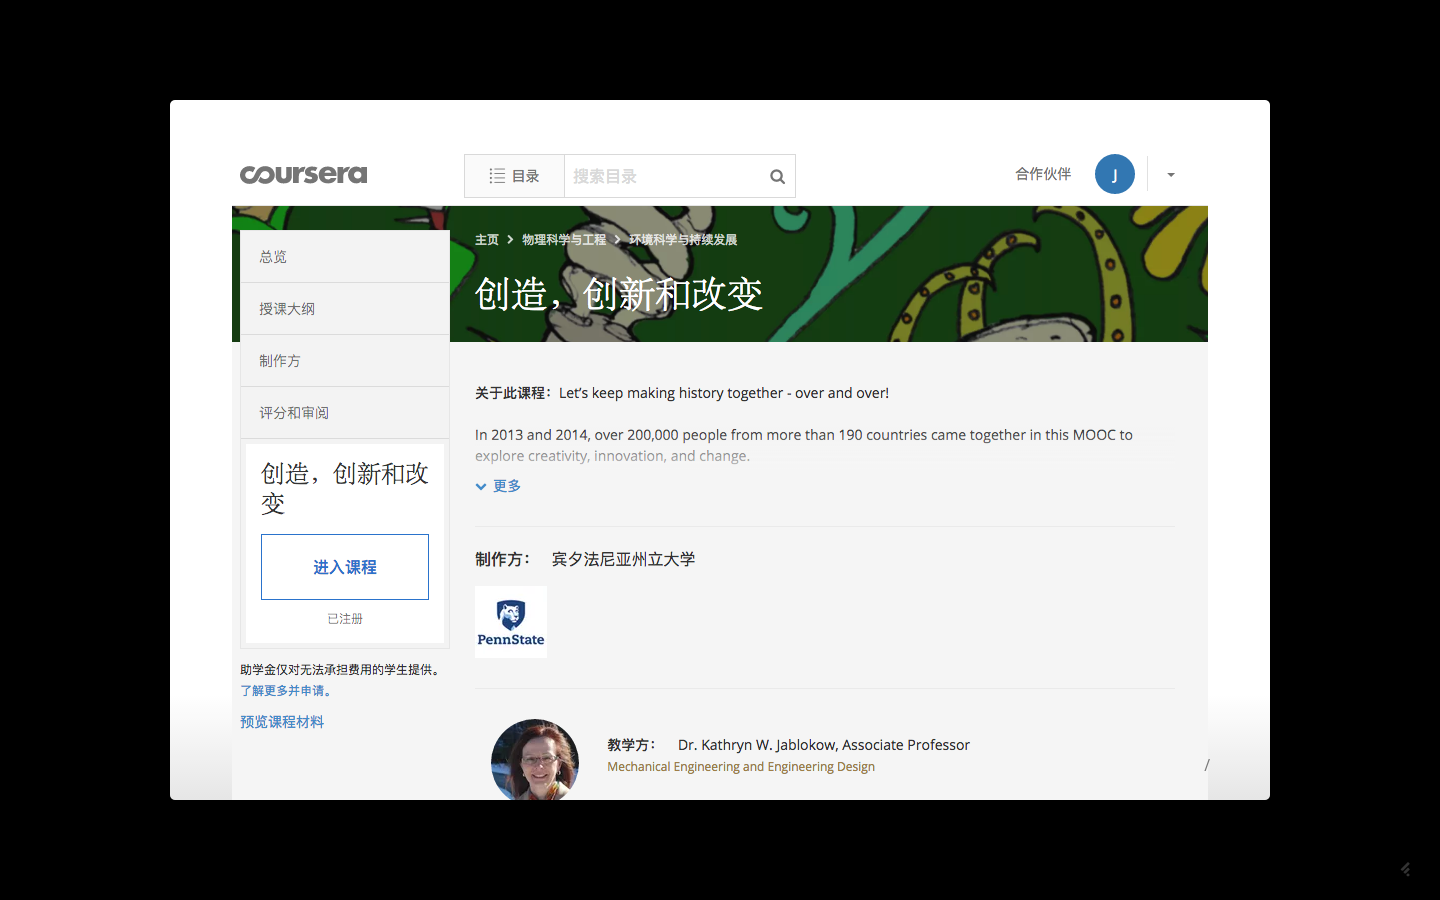 coursera
目录
搜索目录
合作伙伴
J
主页 > 物理科学与工程 > 环境科学与持续发展
创造，创新和改变
总览
授课大纲
制作方
评分和审阅
创造，创新和改
变
进入课程
已注册
助学金仅对无法承担费用的学生提供。
了解更多并申请。
预览课程材料
关于此课程：Let’s keep making history together - over and over!
In 2013 and 2014, over 200,000 people from more than 190 countries came together in this MOOC to
explore creativity, innovation, and change.
更多
制作方： 宾夕法尼亚州立大学
PennState
教学方： Dr. Kathryn W. Jablokow, Associate Professor
Mechanical Engineering and Engineering Design
/